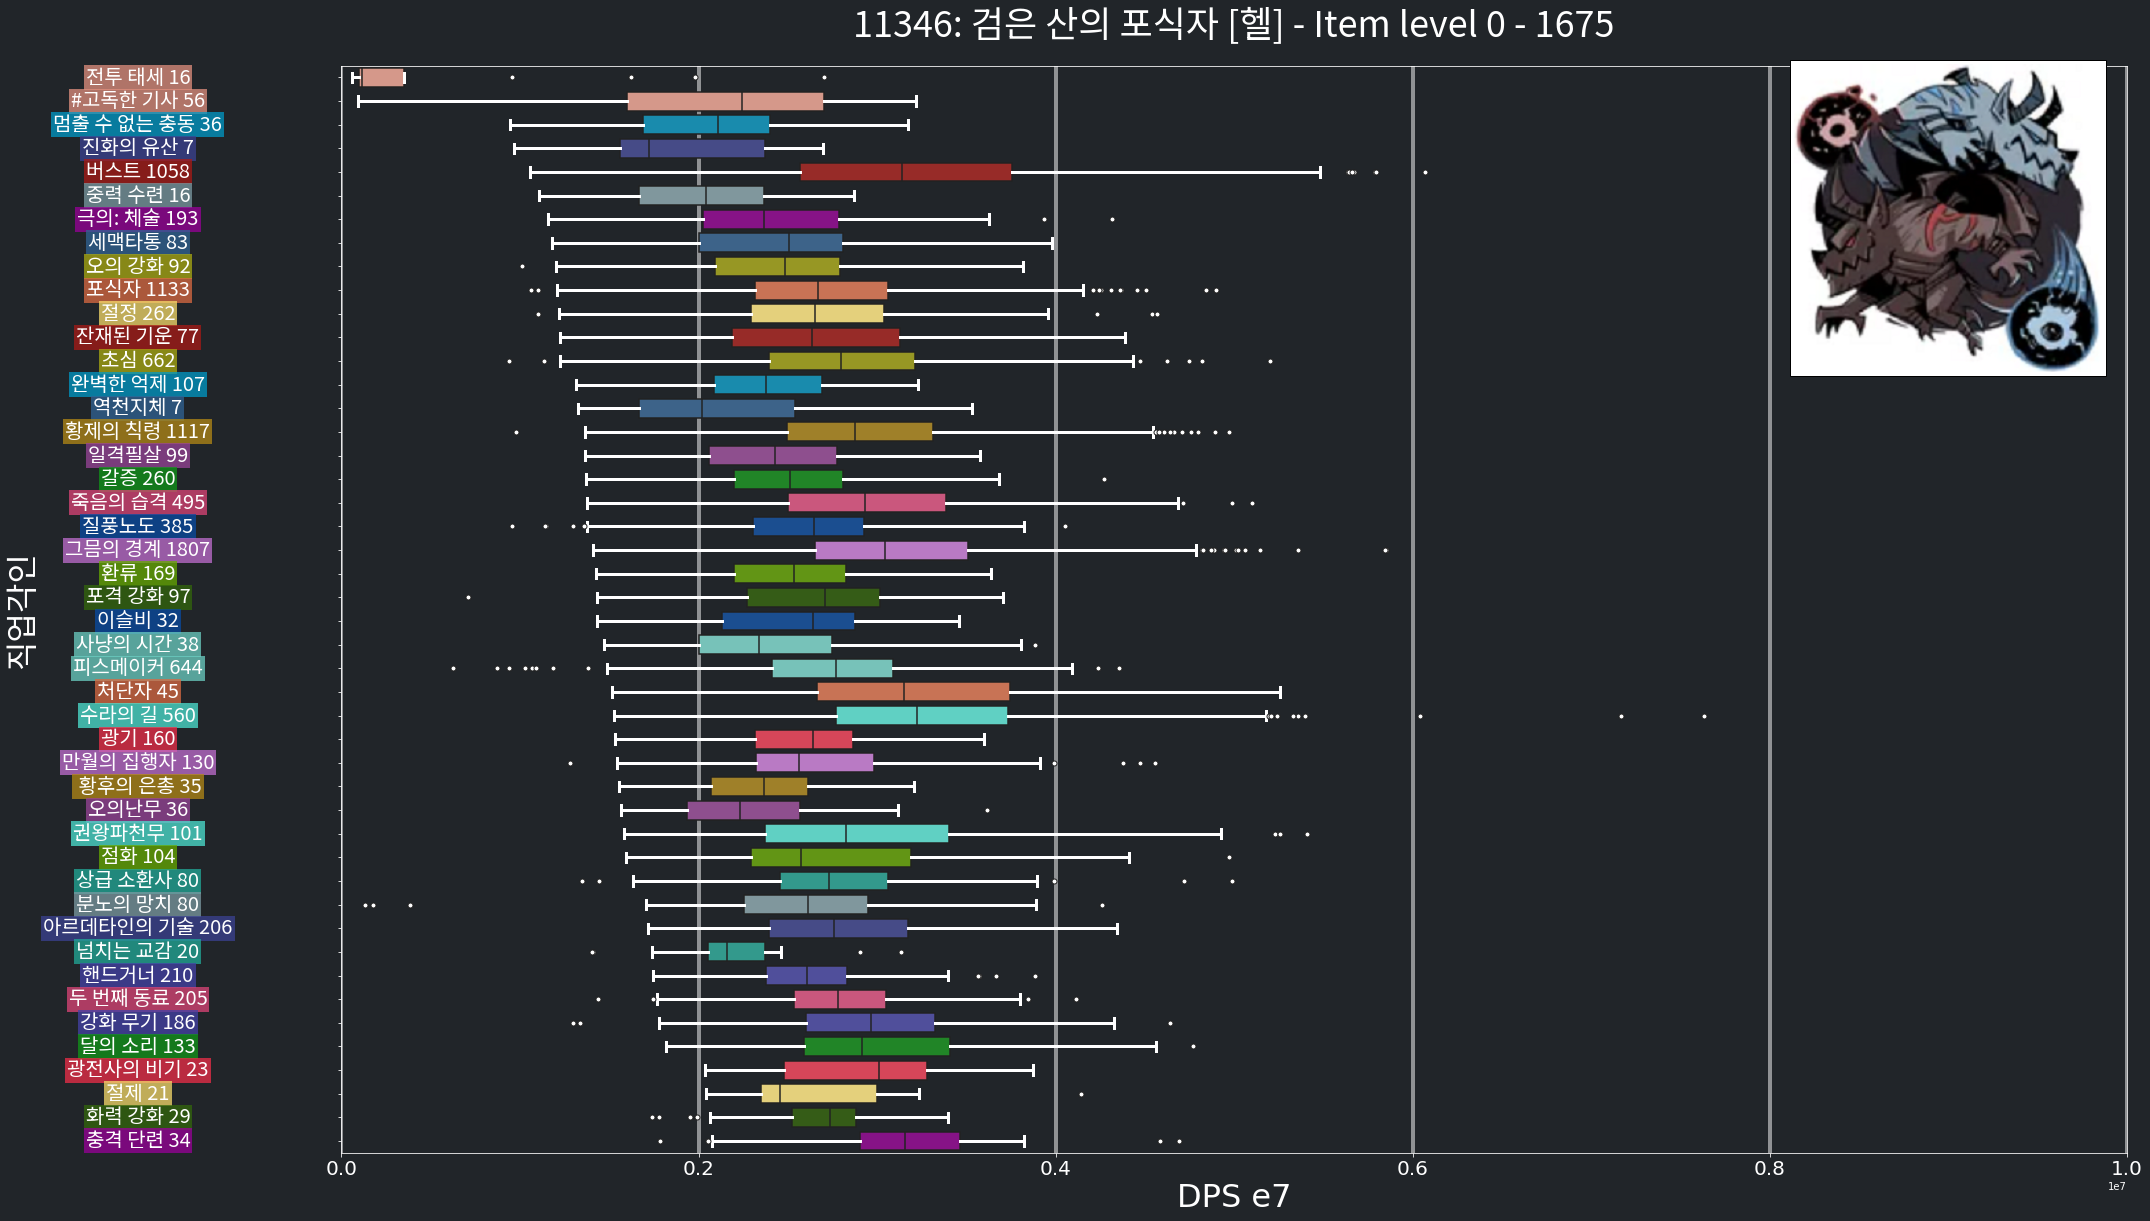 11346: 검은 산의 포식자 [헬] - Item level 0 - 1675
전투 태세 16
#고독한 기사 56
멈출 수 없는 충동 36
진화의 유산 7
버스트 1058
중력 수련 16
극의: 체술 193
세맥타통 83
오의 강화 92
포식자 1133
절정 262
잔재된 기운 77
초심 662
완벽한 억제 107
역천지체 7
황제의 칙령 1117
일격필살 99
갈증 260
죽음의 습격 495
질풍노도 385
그믐의 경계 1807
환류 169
포격 강화 97
이슬비 32
사냥의 시간 38
피스메이커 644
처단자 45
수라의 길 560
광기 160
만월의 집행자 130
황후의 은총 35
오의난무 36
권왕파천무 101
점화 104
상급 소환사 80
분노의 망치 80
아르데타인의 기술 206
넘치는 교감 20
핸드거너 210
두 번째 동료 205
강화 무기 186
달의 소리 133
광전사의 비기 23
절제 21
화력 강화 29
충격 단련 34
직업각인
0.0 0.2 0.4 0.6 0.8 1.0
1e7
DPS e7